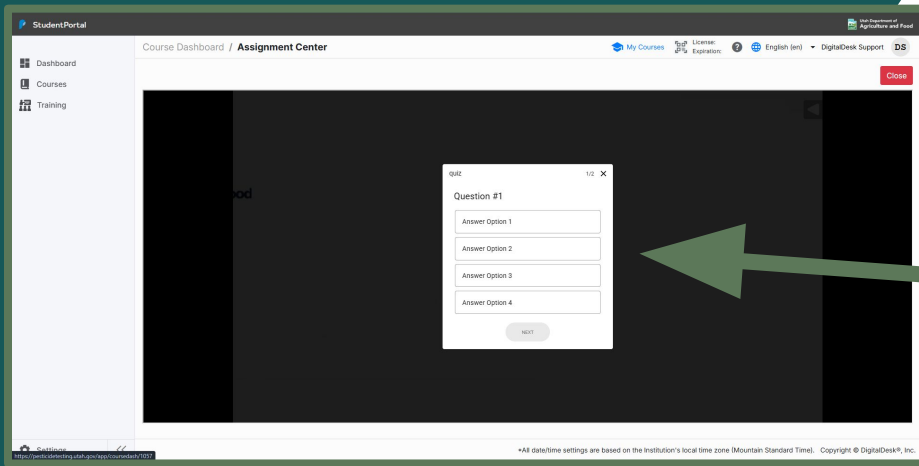 StudentPortal
Utah Department of
Agriculture and Food
Course Dashboard / Assignment Center
My Courses
License:
Expiration:
English (en)
DigitalDesk Support
DS
Dashboard
Courses
Training
Close
ood
QUIZ
1/2
Question #1
Answer Option 1
Answer Option 2
Answer Option 3
Answer Option 4
NEXT
Settings
https://pesticidetesting.utah.gov/app/coursedash/1057
*All date/time settings are based on the Institution's local time zone (Mountain Standard Time). Copyright © DigitalDesk®, Inc.